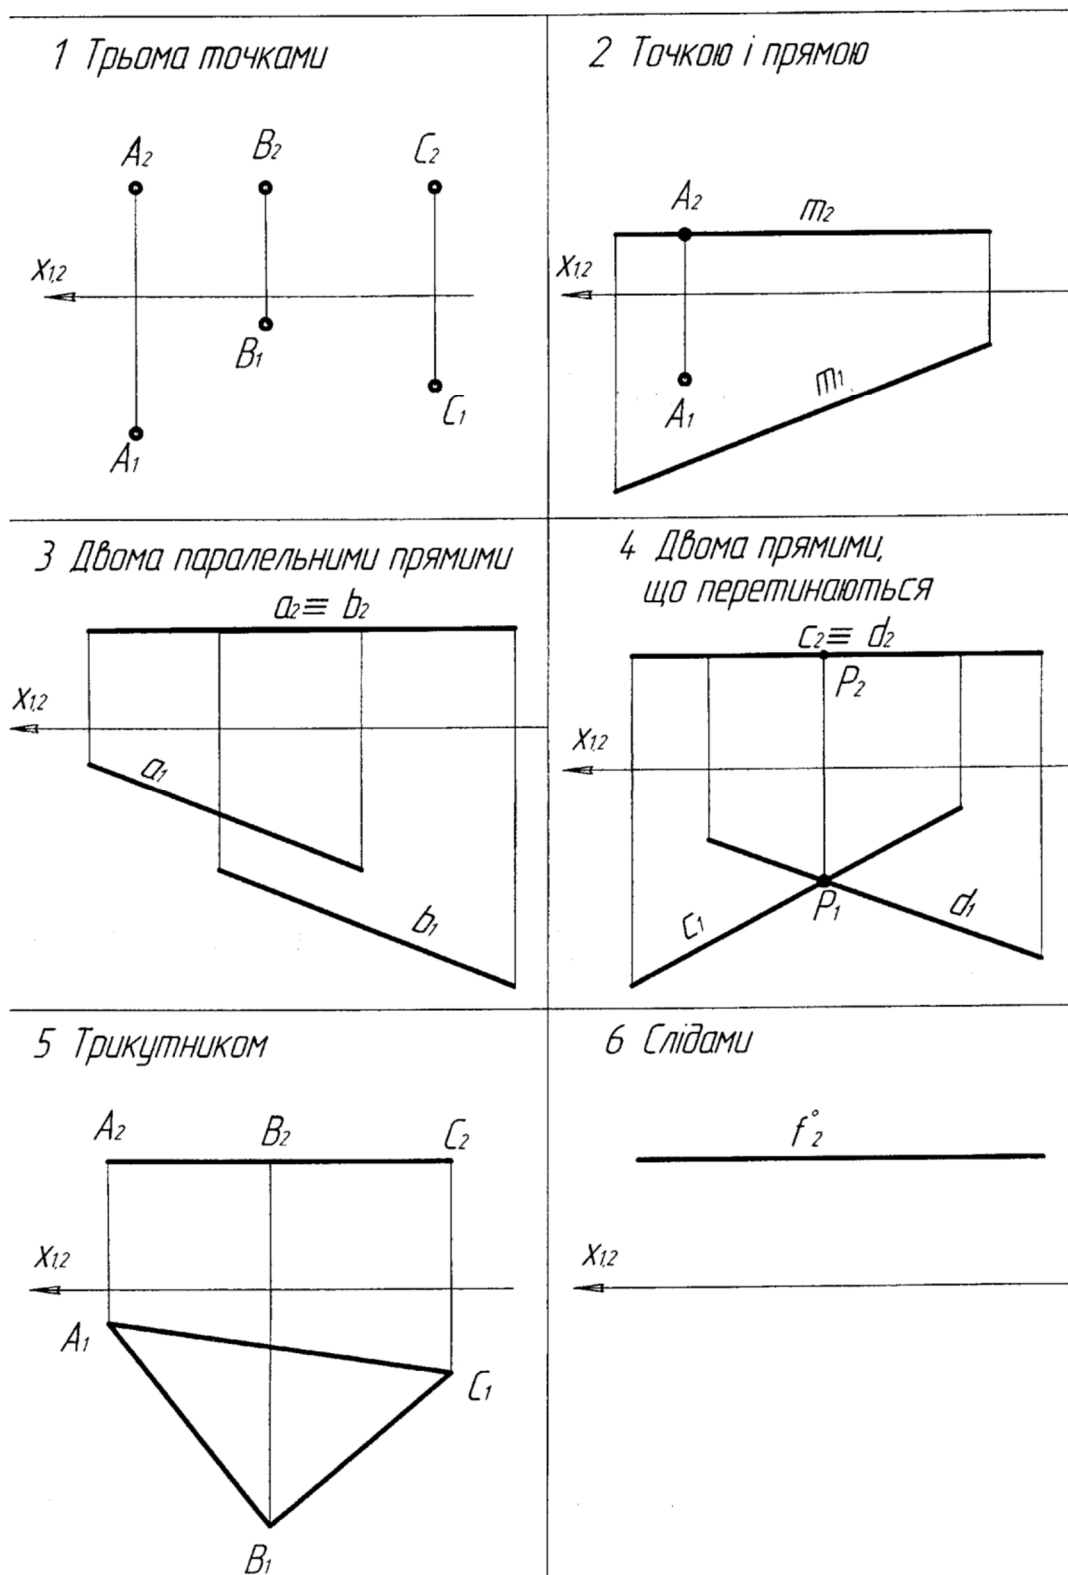 1 Трьома точками
A2 B2 C2
x1,2
B1
C1
A1
2 Точкою і прямою
A2 m2
x1,2
m1
A1
3 Двома паралельними прямими
a2≡ b2
x1,2
a1
b1
4 Двома прямими,
що перетинаються
c2≡ d2
P2
x1,2
P1
c1 d1
5 Трикутником
A2 B2 C2
x1,2
A1
C1
B1
6 Слідами
f°2
x1,2